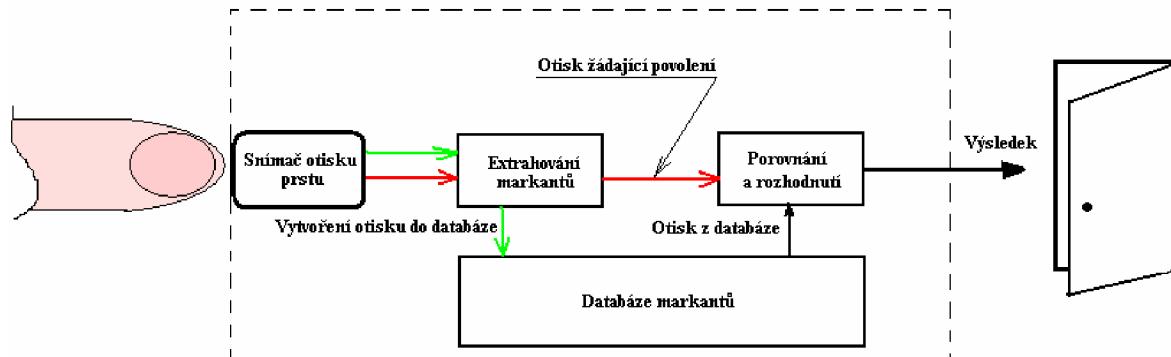 Otisk žádající povolení
Snímač otisku
prstu
Extrahování
markantů
Porovnání
a rozhodnutí
Výsledek
Vytvoření otisku do databáze
Otisk z databáze
Databáze markantů